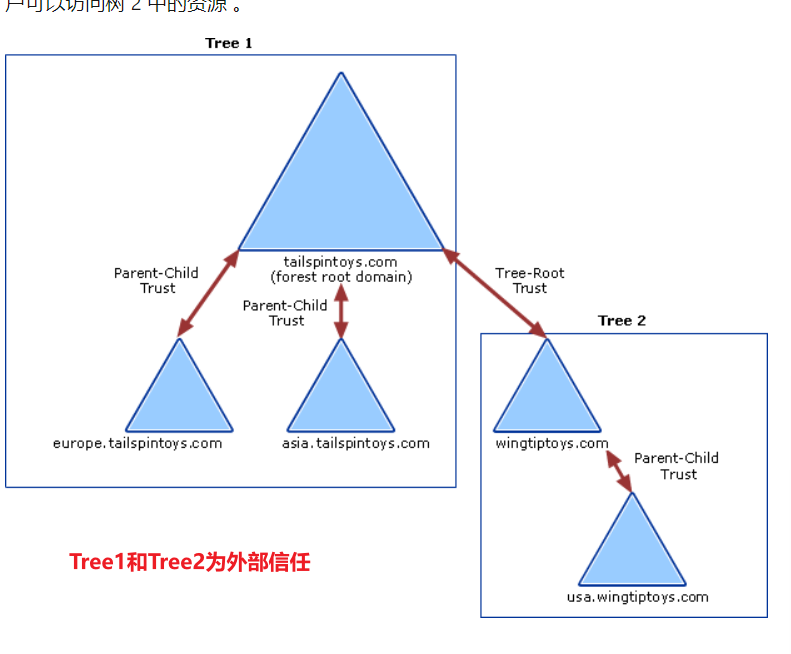 户可以访问树 2 中的资源 。
Tree 1
tailspintoys.com
(forest root domain)
Parent-Child
Trust
Tree-Root
Trust
Parent-Child
Trust
Tree 2
europe.tailspintoys.com
asia.tailspintoys.com
wingtiptoys.com
Parent-Child
Trust
Tree1和Tree2为外部信任
usa.wingtiptoys.com